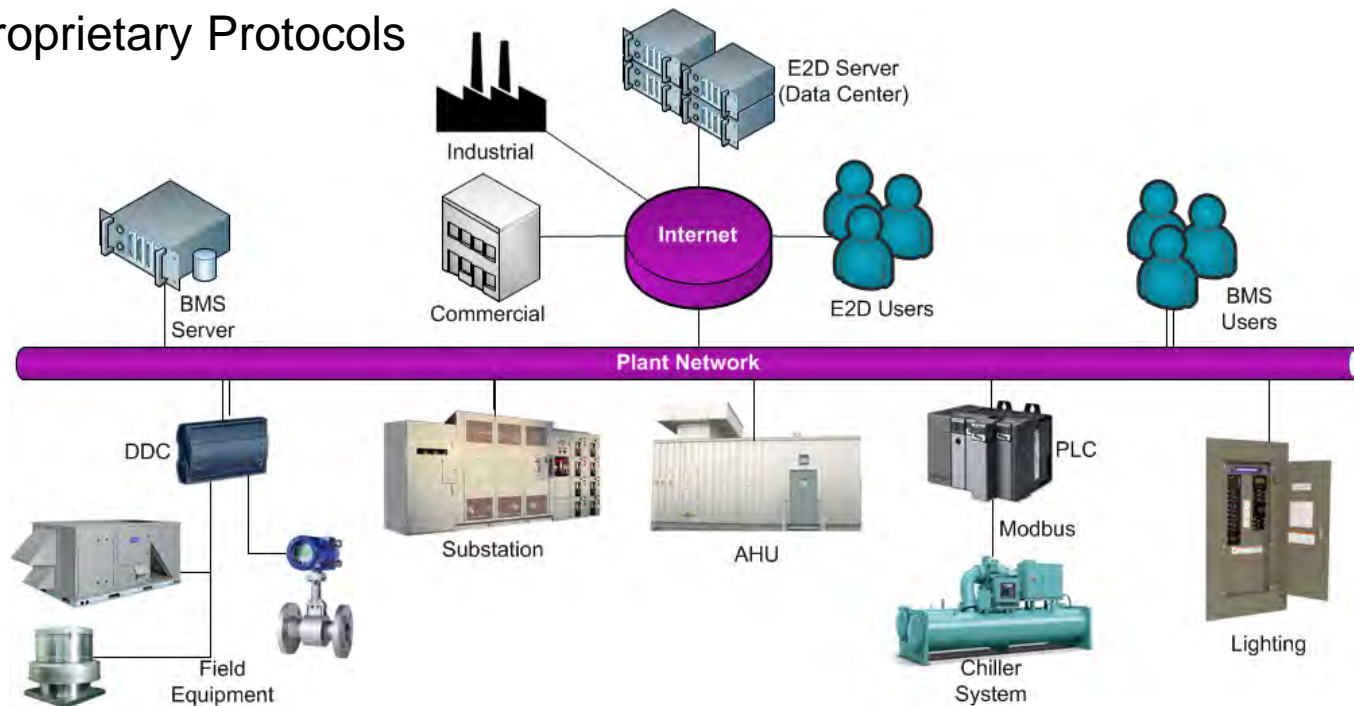 roprietary Protocols
E2D Server
(Data Center)
Industrial
Internet
BMS
Server
Commercial
E2D Users
BMS
Users
Plant Network
DDC
PLC
Substation
AHU
Modbus
Field
Equipment
Chiller
System
Lighting